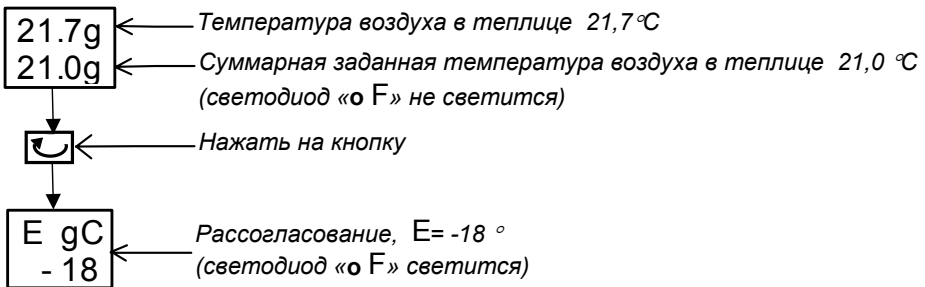 21.7g Температура воздуха в теплице 21,7°С
21.0g Суммарная заданная температура воздуха в теплице 21,0 °С
(светодиод «о F» не светится)
Нажать на кнопку
E gC Рассогласование, E= -18 °
- 18 (светодиод «о F» светится)